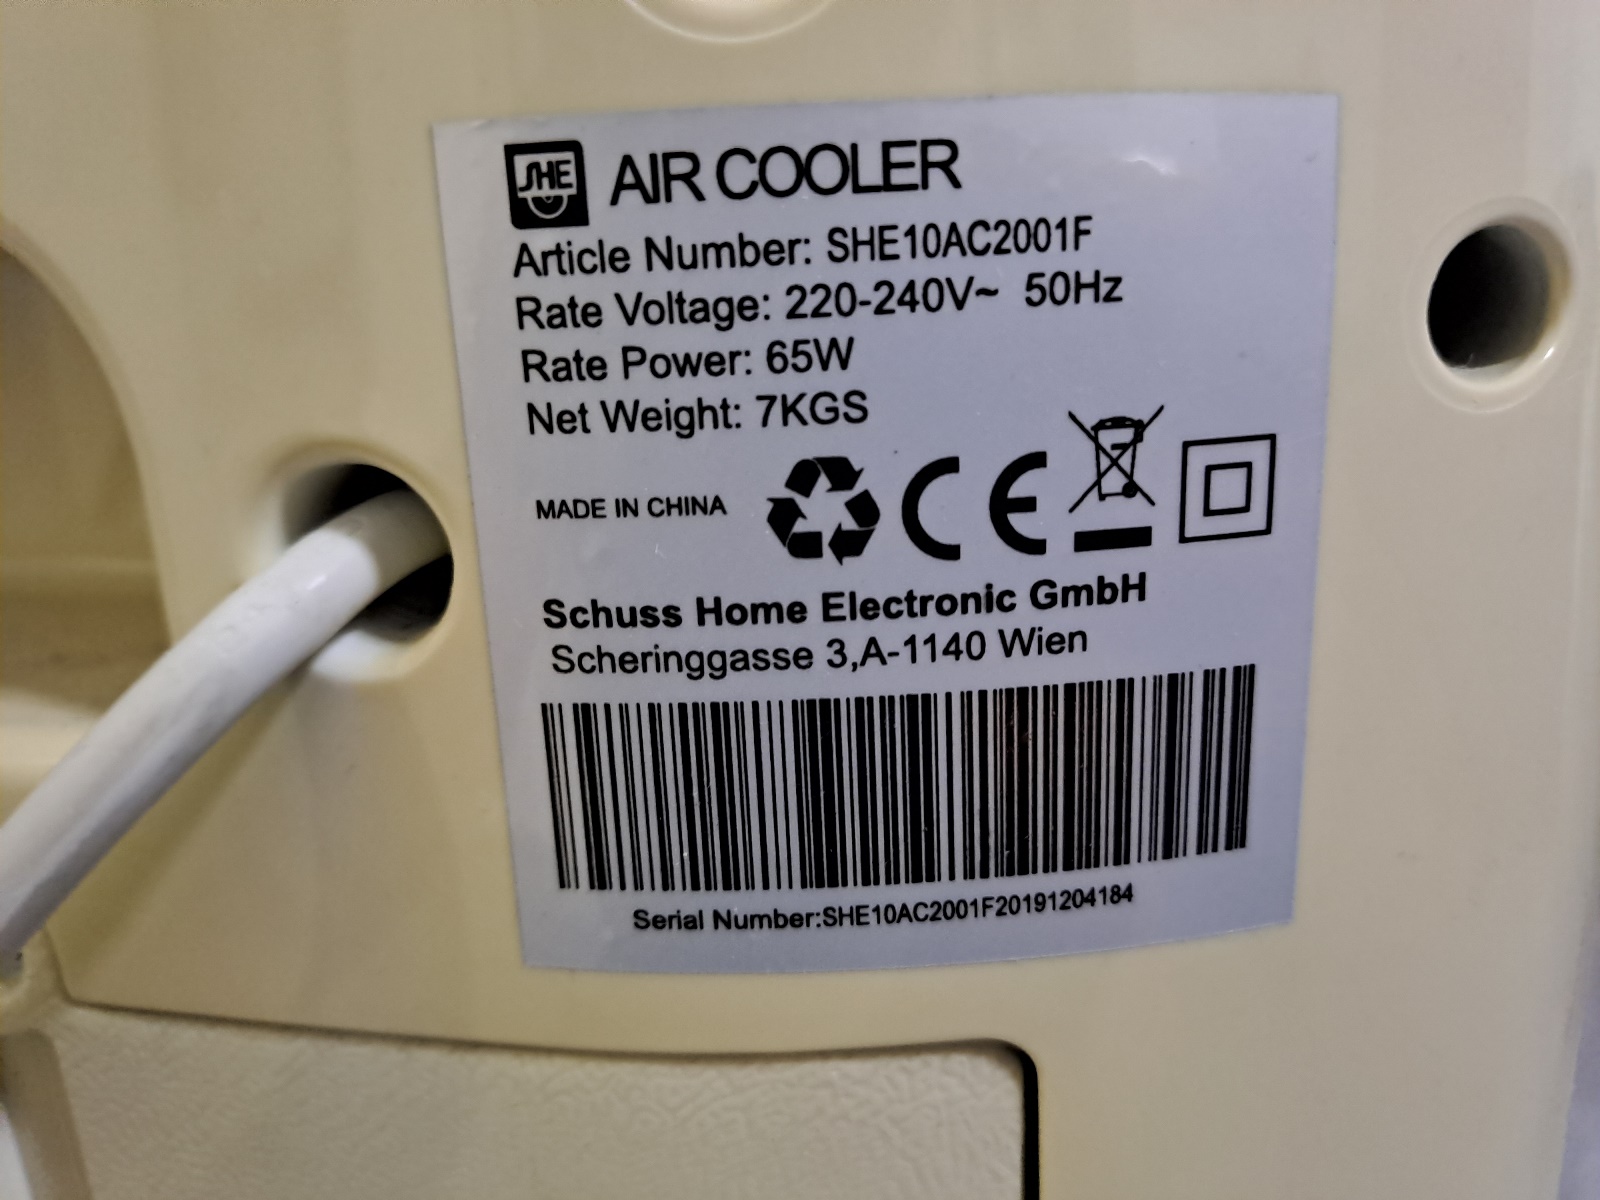 SHE AIR COOLER
Article Number: SHE10AC2001F
Rate Voltage: 220-240V~ 50Hz
Rate Power: 65W
Net Weight: 7KGS
MADE IN CHINA CE
Schuss Home Electronic GmbH
Scheringgasse 3,A-1140 Wien
Serial Number:SHE10AC2001F20191204184